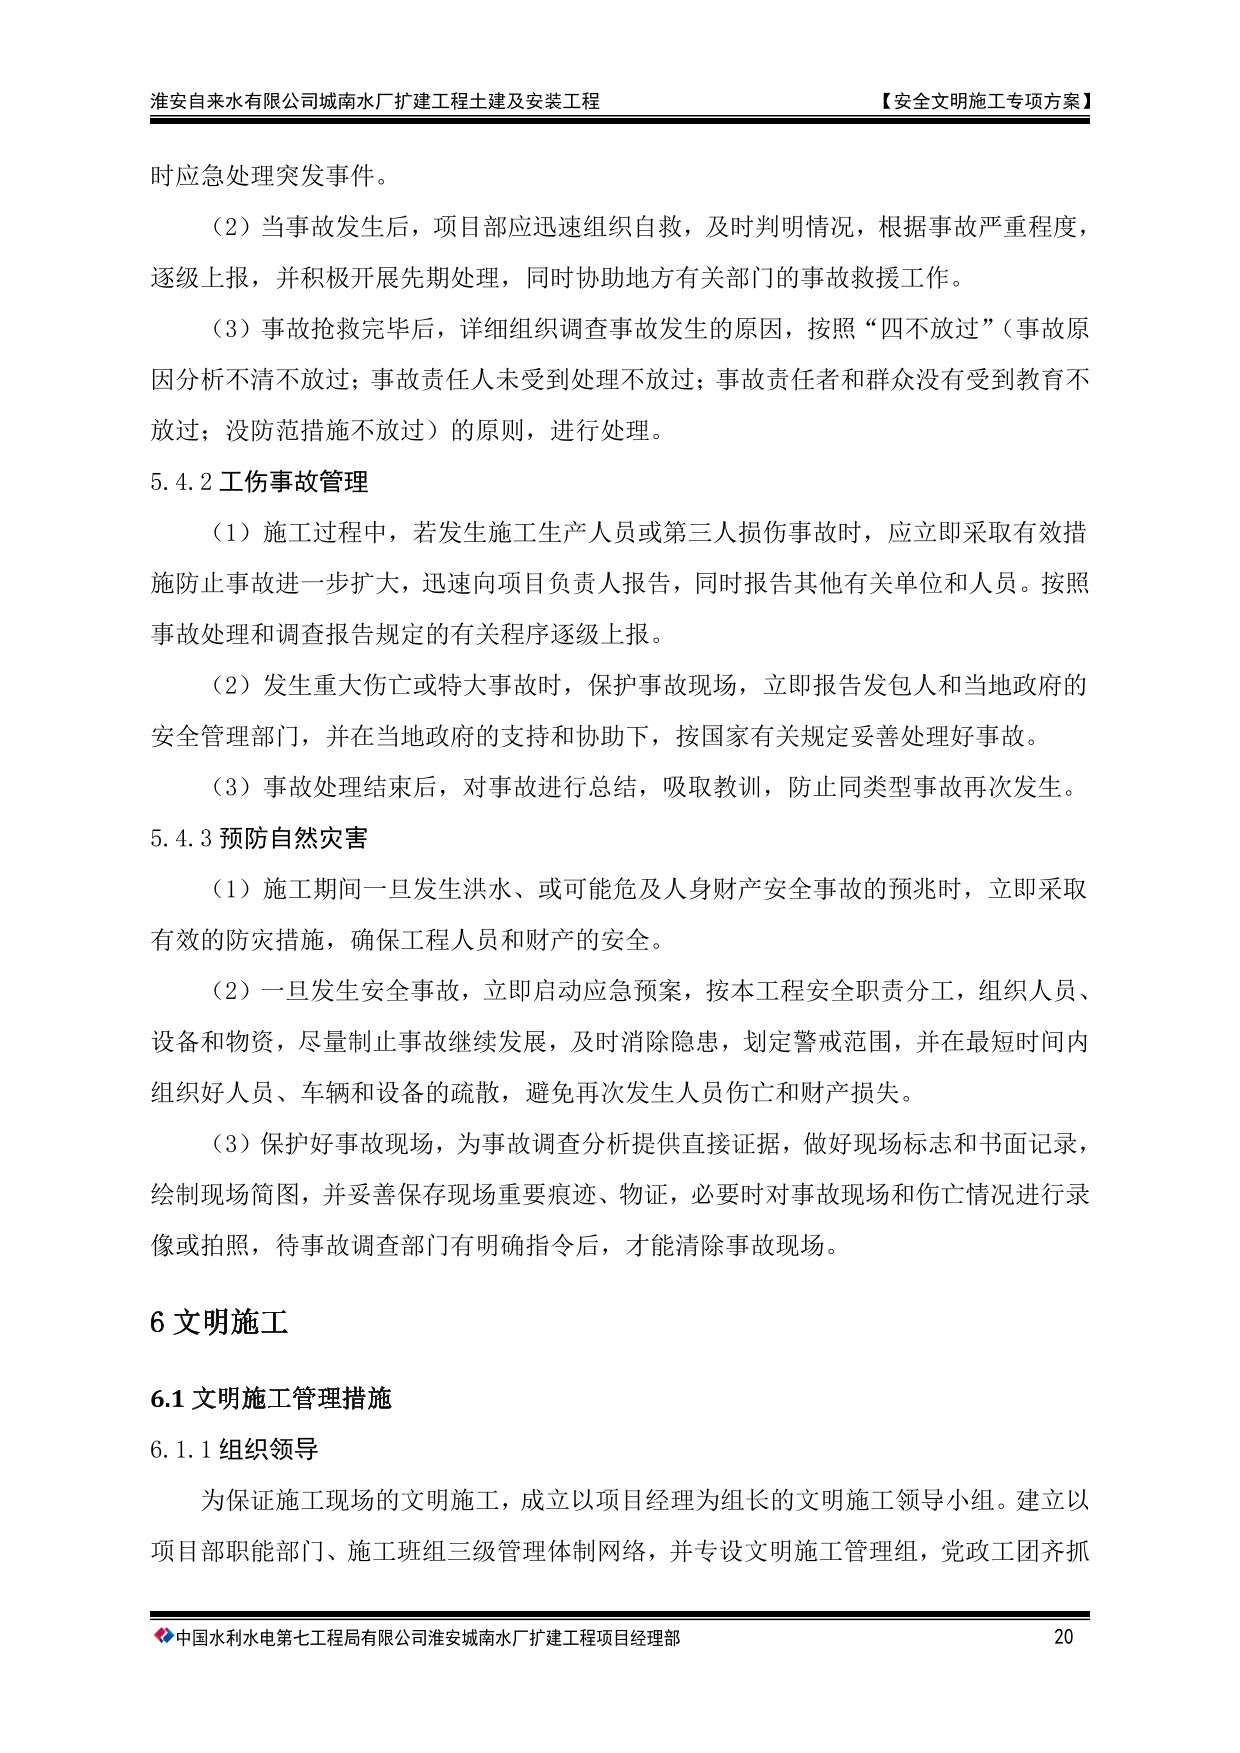 淮安自来水有限公司城南水厂扩建工程土建及安装工程 【安全文明施工专项方案】
时应急处理突发事件。
（2）当事故发生后，项目部应迅速组织自救，及时判明情况，根据事故严重程度，
逐级上报，并积极开展先期处理，同时协助地方有关部门的事故救援工作。
（3）事故抢救完毕后，详细组织调查事故发生的原因，按照“四不放过”（事故原
因分析不清不放过；事故责任人未受到处理不放过；事故责任者和群众没有受到教育不
放过；没防范措施不放过）的原则，进行处理。
5.4.2 工伤事故管理
（1）施工过程中，若发生施工生产人员或第三人损伤事故时，应立即采取有效措
施防止事故进一步扩大，迅速向项目负责人报告，同时报告其他有关单位和人员。按照
事故处理和调查报告规定的有关程序逐级上报。
（2）发生重大伤亡或特大事故时，保护事故现场，立即报告发包人和当地政府的
安全管理部门，并在当地政府的支持和协助下，按国家有关规定妥善处理好事故。
（3）事故处理结束后，对事故进行总结，吸取教训，防止同类型事故再次发生。
5.4.3 预防自然灾害
（1）施工期间一旦发生洪水、或可能危及人身财产安全事故的预兆时，立即采取
有效的防灾措施，确保工程人员和财产的安全。
（2）一旦发生安全事故，立即启动应急预案，按本工程安全职责分工，组织人员、
设备和物资，尽量制止事故继续发展，及时消除隐患，划定警戒范围，并在最短时间内
组织好人员、车辆和设备的疏散，避免再次发生人员伤亡和财产损失。
（3）保护好事故现场，为事故调查分析提供直接证据，做好现场标志和书面记录，
绘制现场简图，并妥善保存现场重要痕迹、物证，必要时对事故现场和伤亡情况进行录
像或拍照，待事故调查部门有明确指令后，才能清除事故现场。
6 文明施工
6.1 文明施工管理措施
6.1.1 组织领导
为保证施工现场的文明施工，成立以项目经理为组长的文明施工领导小组。建立以
项目部职能部门、施工班组三级管理体制网络，并专设文明施工管理组，党政工团齐抓
中国水利水电第七工程局有限公司淮安城南水厂扩建工程项目经理部 20